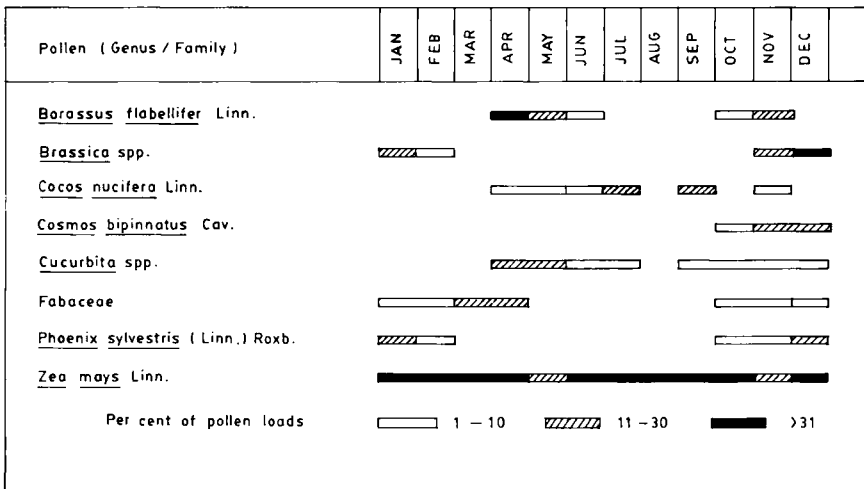 Pollen ( Genus / Family ) JAN FEB MAR APR MAY JUN JUL AUG SEP OCT NOV DEC
Borassus flabellifer Linn.
Brassica spp.
Cocos nucifera Linn.
Cosmos bipinnatus Cav.
Cucurbita spp.
Fabaceae
Phoenix sylvestris ( Linn.) Roxb.
Zea mays Linn.
Per cent of pollen loads 1 – 10 11 – 30 >31